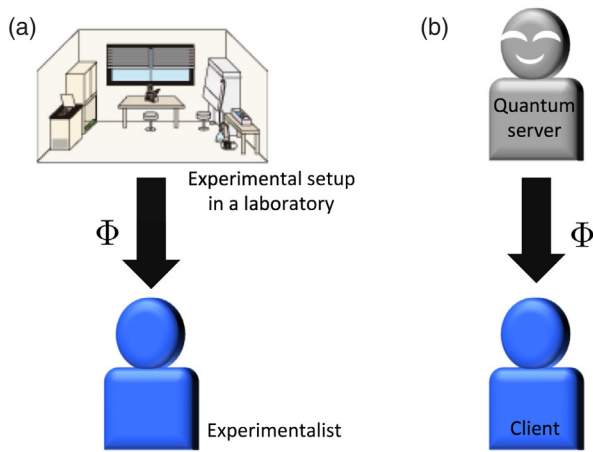 (a)
Experimental setup
in a laboratory
Φ
Experimentalist
(b)
Quantum
server
Φ
Client